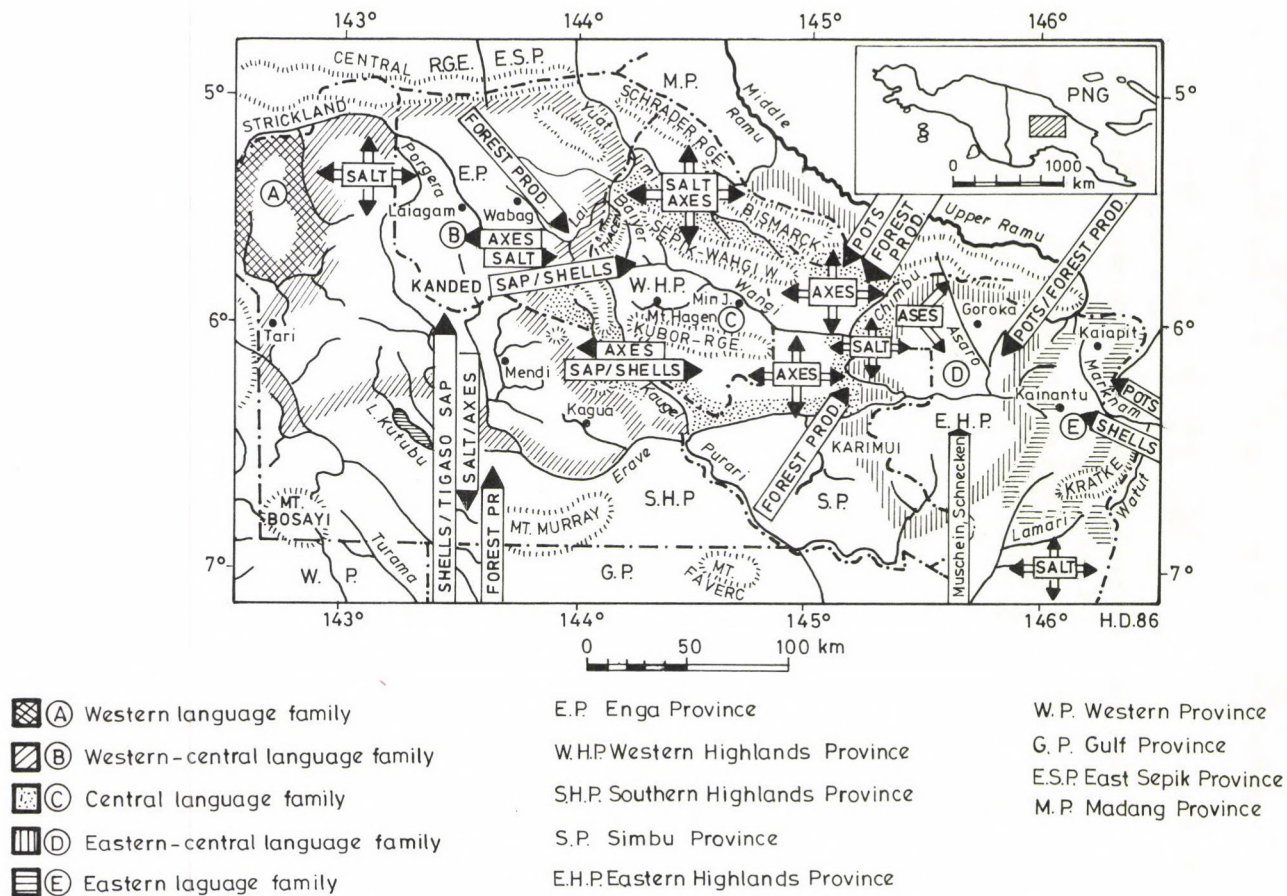 143° 144° 145° 146°
CENTRAL R.G.E. E.S.P.
M.P.
5° 5°
STRICKLAND
Yuat
SCHRADER RGE
Middle Ramu
PNG
0 1000
km
FOREST PROD.
Porgera
E.P.
SALT
A
SALT
AXES
Laiagam
Wabag
B
AXES
SALT
Lai
Baiyer
SEPIK-WAHGI W.
BISMARCK
POTS
FOREST PROD.
Upper Ramu
POTS/FOREST PROD.
KANDED
SAP/SHELLS
W.H.P.
Min J.
Mt Hagen
C
Wangi
AXES
Chimbu
ASES
Goroka
Asaro
6° 6°
Tari
KUBOR-RGE
AXES
SAP/SHELLS
AXES
SALT
D
Kaiapit
Markham
POTS
SHELLS
Mendi
Kagua
Tauge
L. Kutubu
Kainantu
E
E.H.P.
KARIMUI
FOREST PROD.
Erave
Purari
S.H.P
S.P.
KRATKE
Watut
Lamari
SALT
MT. BOSAYI
Turama
SHELLS/TIGASO SAP
SALT/AXES
FOREST PR
MT. MURRAY
Muschein, Schnecken
7° 7°
W. P.
G.P.
MT. FAVERC
143° 144° 145° 146° H.D.86
0 50 100 km
A Western language family
B Western-central language family
C Central language family
D Eastern-central language family
E Eastern laguage family
E.P. Enga Province
W.H.P. Western Highlands Province
S.H.P. Southern Highlands Province
S.P. Simbu Province
E.H.P. Eastern Highlands Province
W.P. Western Province
G.P. Gulf Province
E.S.P. East Sepik Province
M.P. Madang Province